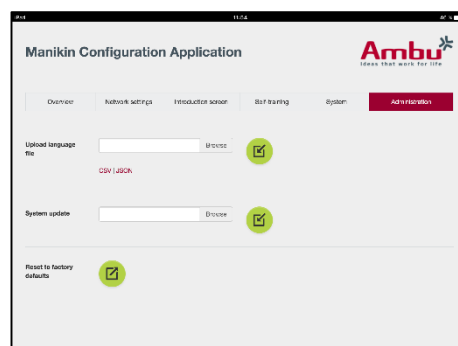 iPad 11:04
Manikin Configuration Application
Ambu
Ideas that work for life
Overview Network settings Introduction screen Self-training System Administration
Upload language
file
Browse
CSV | JSON
System update
Browse
Reset to factory
defaults